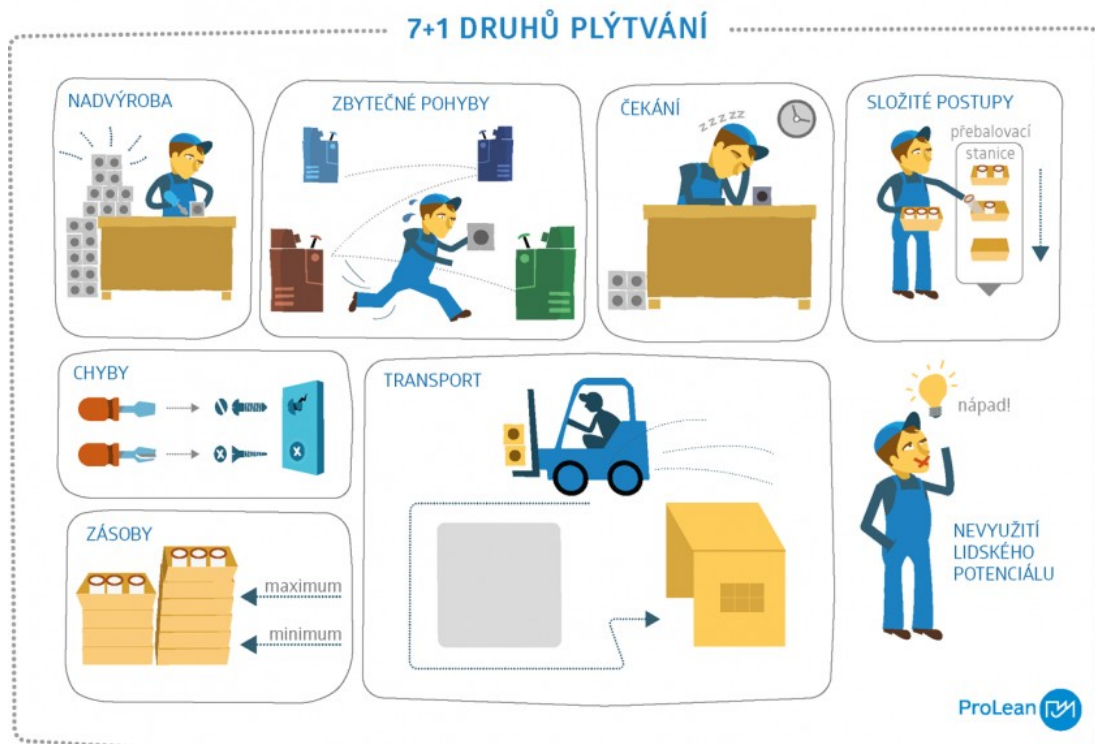 7+1 DRUHŮ PLÝTVÁNÍ
NADVÝROBA
ZBYTEČNÉ POHYBY
ČEKÁNÍ
zzzzz
SLOŽITÉ POSTUPY
přebalovací
stanice
CHYBY
TRANSPORT
nápad!
ZÁSOBY
maximum
minimum
NEVYUŽITÍ
LIDSKÉHO
POTENCIÁLU
ProLean